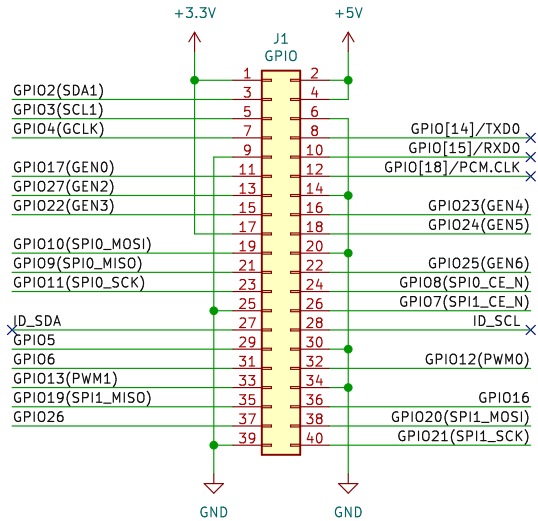 +3.3V +5V
J1
GPIO
1 2
GPIO2(SDA1) 3 4
GPIO3(SCL1) 5 6
GPIO4(GCLK) 7 8 GPIO[14]/TXD0
9 10 GPIO[15]/RXD0
GPIO17(GEN0) 11 12 GPIO[18]/PCM.CLK
GPIO27(GEN2) 13 14
GPIO22(GEN3) 15 16 GPIO23(GEN4)
17 18 GPIO24(GEN5)
GPIO10(SPI0_MOSI) 19 20
GPIO9(SPI0_MISO) 21 22 GPIO25(GEN6)
GPIO11(SPI0_SCK) 23 24 GPIO8(SPI0_CE_N)
25 26 GPIO7(SPI1_CE_N)
ID_SDA 27 28 ID_SCL
GPIO5 29 30
GPIO6 31 32 GPIO12(PWM0)
GPIO13(PWM1) 33 34
GPIO19(SPI1_MISO) 35 36 GPIO16
GPIO26 37 38 GPIO20(SPI1_MOSI)
39 40 GPIO21(SPI1_SCK)
GND GND